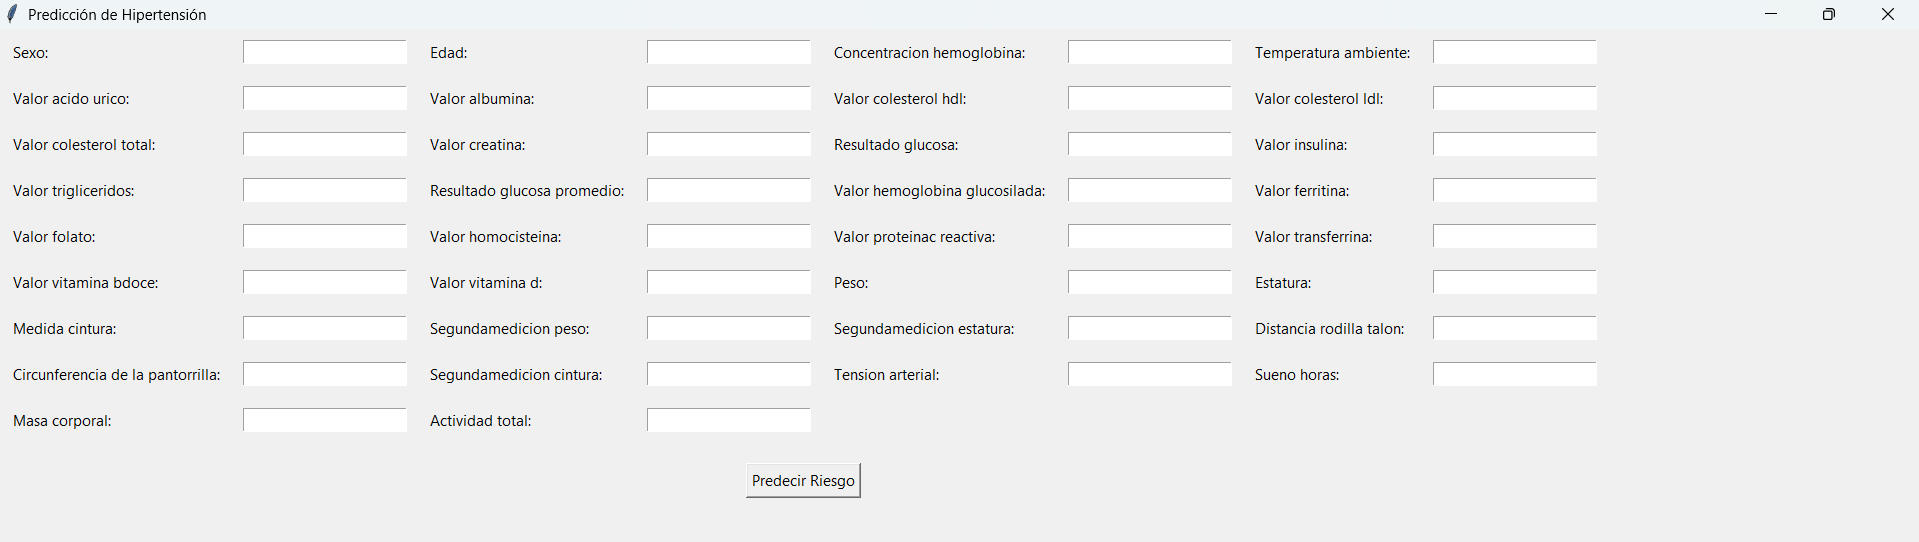 Predicción de Hipertensión
Sexo: Edad: Concentracion hemoglobina: Temperatura ambiente:
Valor acido urico: Valor albumina: Valor colesterol hdl: Valor colesterol ldl:
Valor colesterol total: Valor creatina: Resultado glucosa: Valor insulina:
Valor trigliceridos: Resultado glucosa promedio: Valor hemoglobina glucosilada: Valor ferritina:
Valor folato: Valor homocisteina: Valor proteinac reactiva: Valor transferrina:
Valor vitamina bdoce: Valor vitamina d: Peso: Estatura:
Medida cintura: Segundamedicion peso: Segundamedicion estatura: Distancia rodilla talon:
Circunferencia de la pantorrilla: Segundamedicion cintura: Tension arterial: Sueno horas:
Masa corporal: Actividad total:
Predecir Riesgo